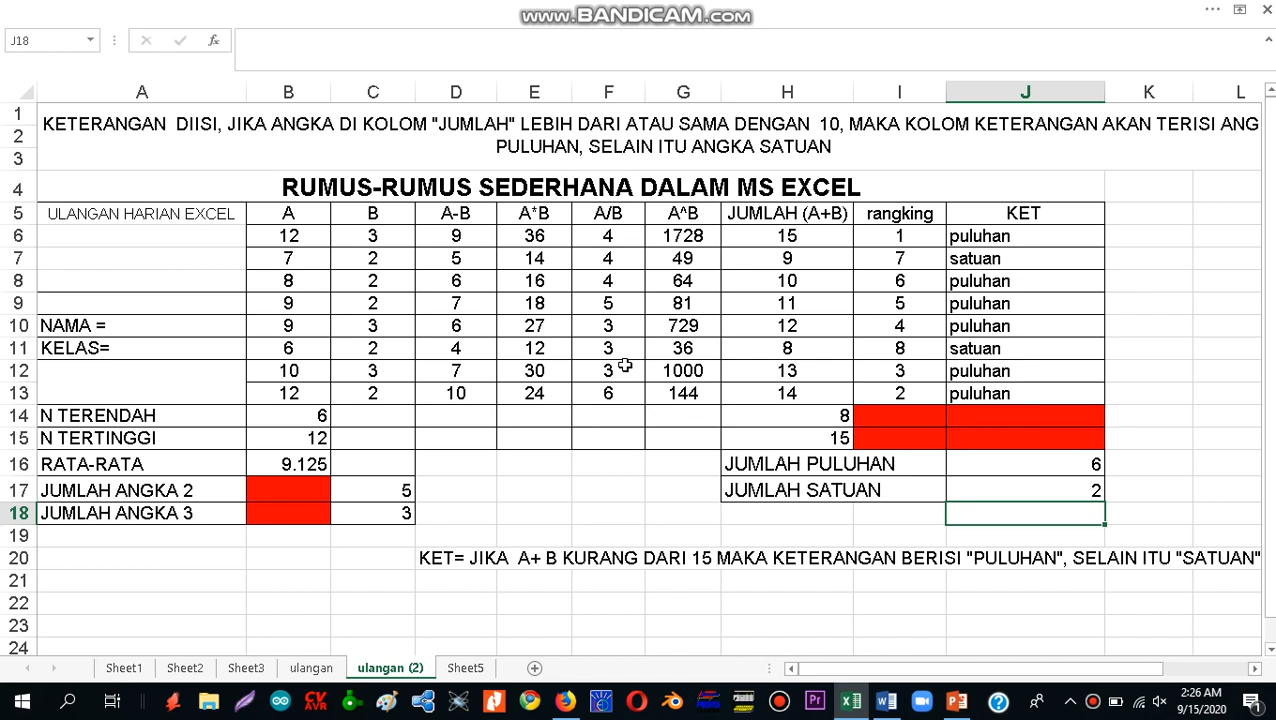 www.BANDICAM.com
J18
fx
A B C D E F G H I J K L
1 KETERANGAN DIISI, JIKA ANGKA DI KOLOM "JUMLAH" LEBIH DARI ATAU SAMA DENGAN 10, MAKA KOLOM KETERANGAN AKAN TERISI ANG
2 PULUHAN, SELAIN ITU ANGKA SATUAN
3
4 RUMUS-RUMUS SEDERHANA DALAM MS EXCEL
5 ULANGAN HARIAN EXCEL A B A-B A*B A/B A^B JUMLAH (A+B) rangking KET
6 12 3 9 36 4 1728 15 1 puluhan
7 7 2 5 14 4 49 9 7 satuan
8 8 2 6 16 4 64 10 6 puluhan
9 9 2 7 18 5 81 11 5 puluhan
10 NAMA = 9 3 6 27 3 729 12 4 puluhan
11 KELAS= 6 2 4 12 3 36 8 8 satuan
12 10 3 7 30 3 1000 13 3 puluhan
13 12 2 10 24 6 144 14 2 puluhan
14 N TERENDAH 6 8
15 N TERTINGGI 12 15
16 RATA-RATA 9.125 JUMLAH PULUHAN 6
17 JUMLAH ANGKA 2 5 JUMLAH SATUAN 2
18 JUMLAH ANGKA 3 3
19
20 KET= JIKA A+ B KURANG DARI 15 MAKA KETERANGAN BERISI "PULUHAN", SELAIN ITU "SATUAN"
21
22
23
24
Sheet1 Sheet2 Sheet3 ulangan ulangan (2) Sheet5
CV AVR
Pr
2:26 AM
9/15/2020